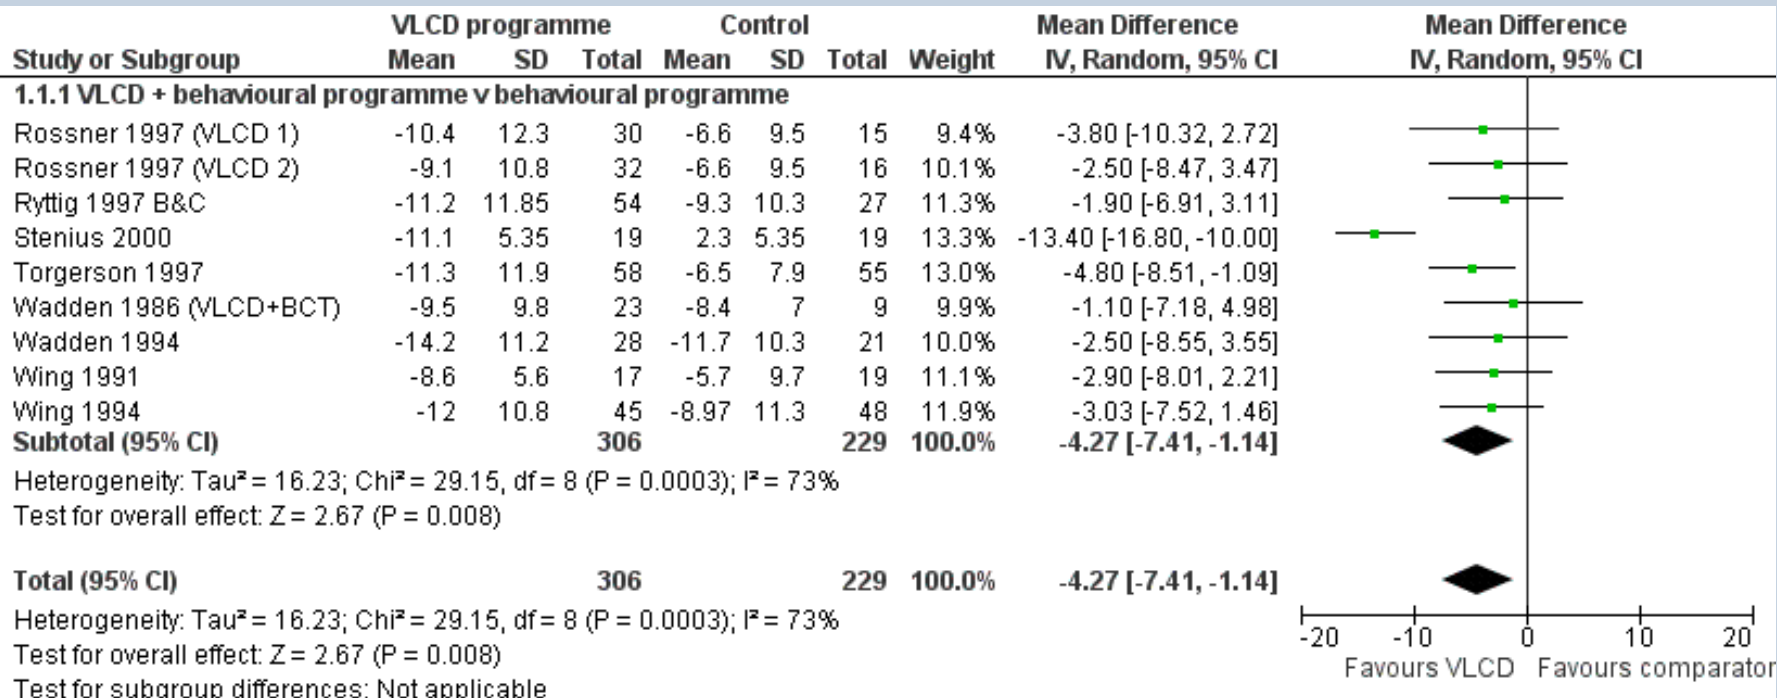 VLCD programme Control Mean Difference Mean Difference
Study or Subgroup Mean SD Total Mean SD Total Weight IV, Random, 95% CI IV, Random, 95% CI
1.1.1 VLCD + behavioural programme v behavioural programme
Rossner 1997 (VLCD 1) -10.4 12.3 30 -6.6 9.5 15 9.4% -3.80 [-10.32, 2.72]
Rossner 1997 (VLCD 2) -9.1 10.8 32 -6.6 9.5 16 10.1% -2.50 [-8.47, 3.47]
Ryttig 1997 B&C -11.2 11.85 54 -9.3 10.3 27 11.3% -1.90 [-6.91, 3.11]
Stenius 2000 -11.1 5.35 19 2.3 5.35 19 13.3% -13.40 [-16.80, -10.00]
Torgerson 1997 -11.3 11.9 58 -6.5 7.9 55 13.0% -4.80 [-8.51, -1.09]
Wadden 1986 (VLCD+BCT) -9.5 9.8 23 -8.4 7 9 9.9% -1.10 [-7.18, 4.98]
Wadden 1994 -14.2 11.2 28 -11.7 10.3 21 10.0% -2.50 [-8.55, 3.55]
Wing 1991 -8.6 5.6 17 -5.7 9.7 19 11.1% -2.90 [-8.01, 2.21]
Wing 1994 -12 10.8 45 -8.97 11.3 48 11.9% -3.03 [-7.52, 1.46]
Subtotal (95% CI) 306 229 100.0% -4.27 [-7.41, -1.14]
Heterogeneity: Tau² = 16.23; Chi² = 29.15, df = 8 (P = 0.0003); I² = 73%
Test for overall effect: Z = 2.67 (P = 0.008)
Total (95% CI) 306 229 100.0% -4.27 [-7.41, -1.14]
Heterogeneity: Tau² = 16.23; Chi² = 29.15, df = 8 (P = 0.0003); I² = 73%
Test for overall effect: Z = 2.67 (P = 0.008)
Test for subgroup differences: Not applicable
-20 -10 0 10 20
Favours VLCD Favours comparator